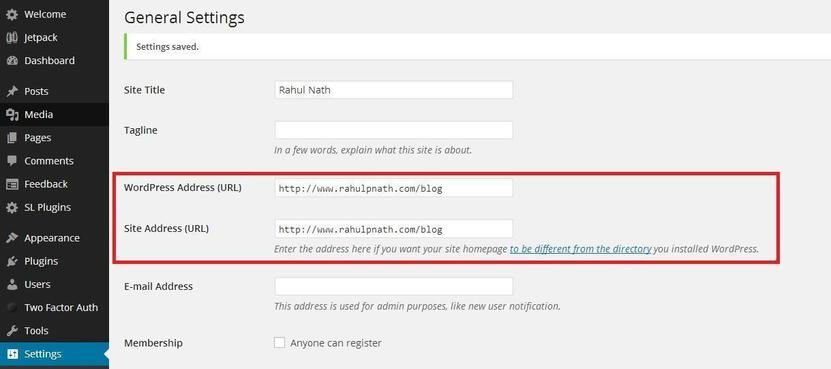 Welcome
Jetpack
Dashboard
Posts
Media
Pages
Comments
Feedback
SL Plugins
Appearance
Plugins
Users
Two Factor Auth
Tools
Settings
General Settings
Settings saved.
Site Title
Rahul Nath
Tagline
In a few words, explain what this site is about.
WordPress Address (URL)
http://www.rahulpnath.com/blog
Site Address (URL)
http://www.rahulpnath.com/blog
Enter the address here if you want your site homepage to be different from the directory you installed WordPress.
E-mail Address
This address is used for admin purposes, like new user notification.
Membership
Anyone can register